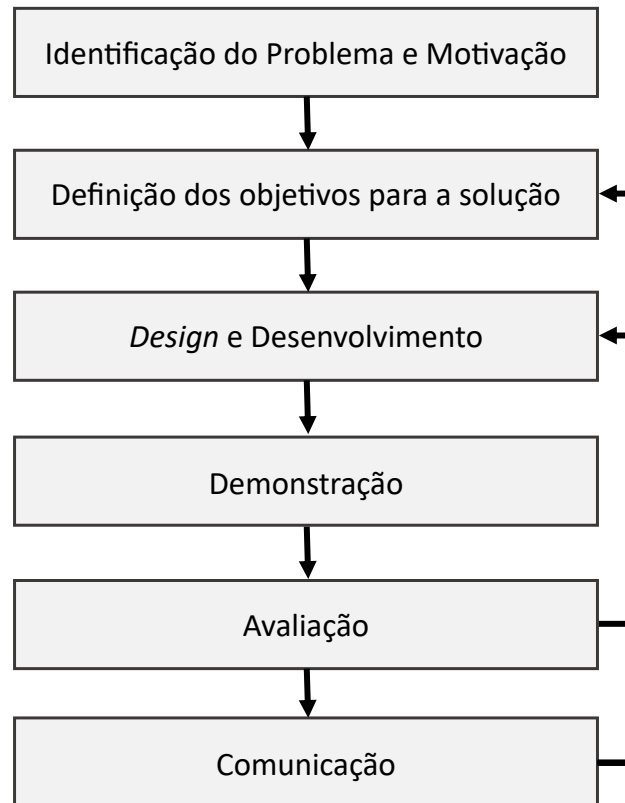 Identificação do Problema e Motivação
Definição dos objetivos para a solução
Design e Desenvolvimento
Demonstração
Avaliação
Comunicação